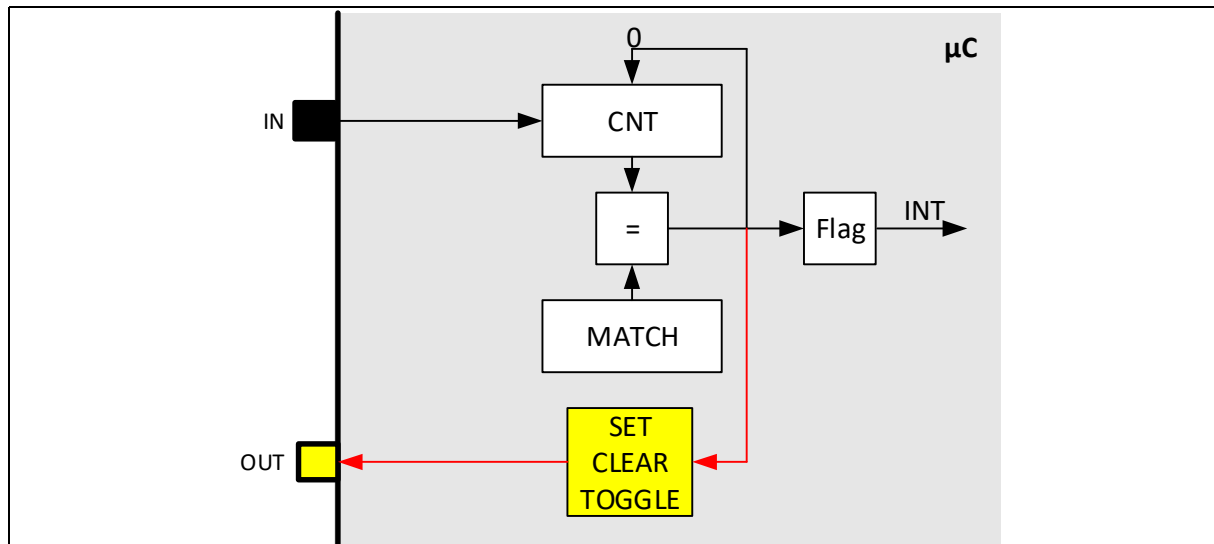 0
µC
IN
CNT
=
Flag
INT
MATCH
SET
CLEAR
TOGGLE
OUT